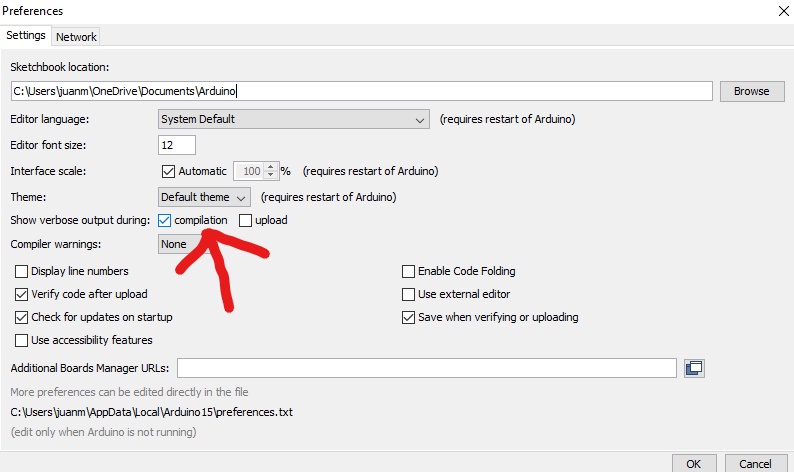 Preferences
Settings Network
Sketchbook location:
C:\Users\juanm\OneDrive\Documents\Arduino Browse
Editor language: System Default (requires restart of Arduino)
Editor font size: 12
Interface scale: Automatic 100 % (requires restart of Arduino)
Theme: Default theme (requires restart of Arduino)
Show verbose output during: compilation upload
Compiler warnings: None
Display line numbers Enable Code Folding
Verify code after upload Use external editor
Check for updates on startup Save when verifying or uploading
Use accessibility features
Additional Boards Manager URLs:
More preferences can be edited directly in the file
C:\Users\juanm\AppData\Local\Arduino15\preferences.txt
(edit only when Arduino is not running)
OK Cancel